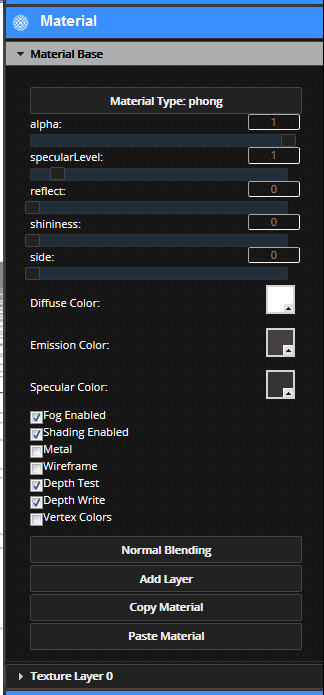 Material
Material Base
Material Type: phong
alpha: 1
specularLevel: 1
reflect: 0
shininess: 0
side: 0
Diffuse Color:
Emission Color:
Specular Color:
Fog Enabled
Shading Enabled
Metal
Wireframe
Depth Test
Depth Write
Vertex Colors
Normal Blending
Add Layer
Copy Material
Paste Material
Texture Layer 0